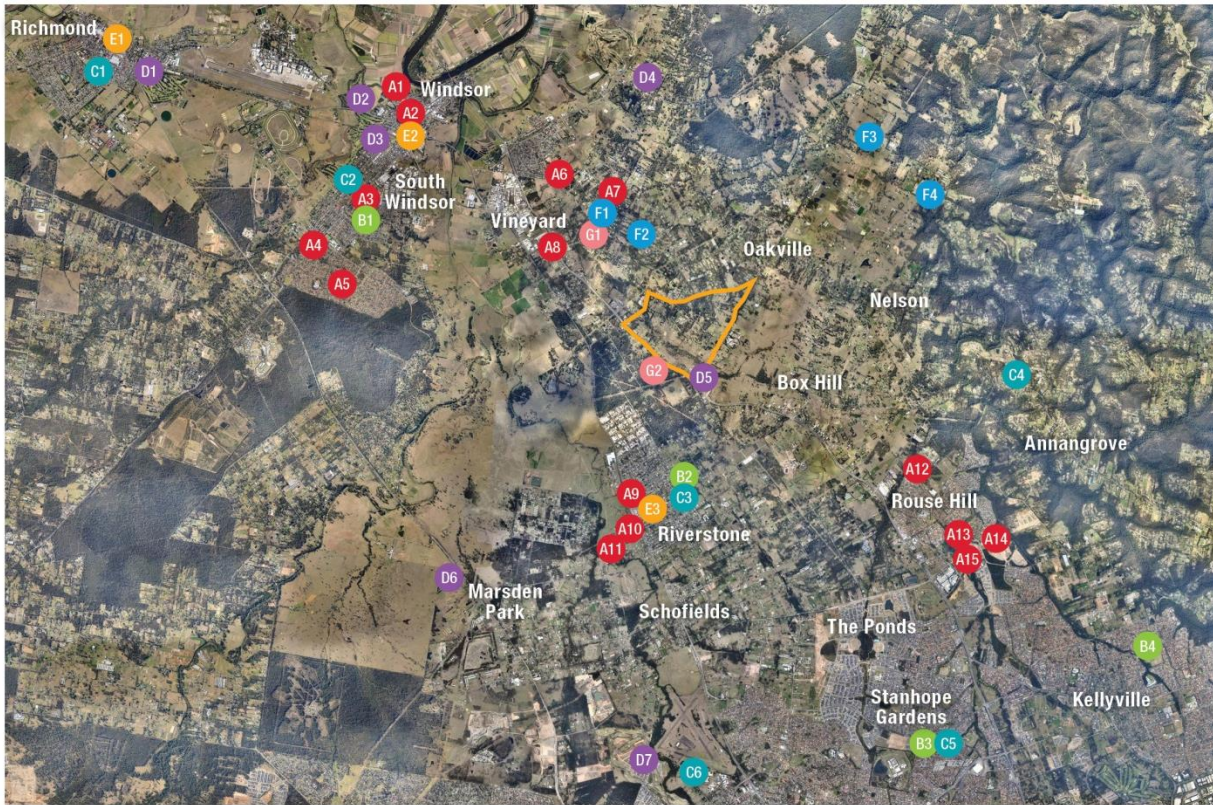 Richmond
E1
C1
D1
A1
Windsor
D2
A2
D3
E2
D4
F3
C2
South
Windsor
A3
B1
A6
A7
F4
F1
Vineyard
G1
F2
A4
A8
Oakville
A5
Nelson
G2
D5
Box Hill
C4
Annangrove
A12
Rouse Hill
B2
A9
C3
E3
A10
Riverstone
A11
A13
A14
A15
D6
Marsden
Park
Schofields
The Ponds
B4
Stanhope
Gardens
Kellyville
B3
C5
D7
C6